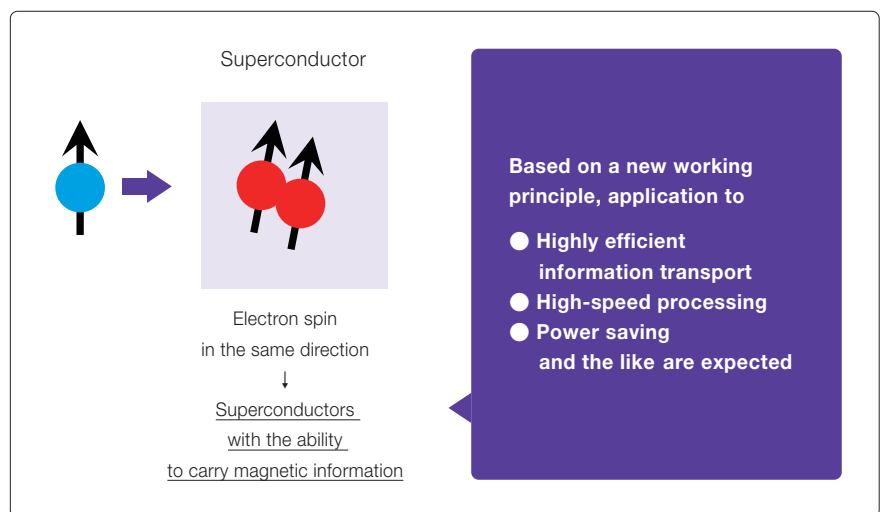 Superconductor
Electron spin
in the same direction
↓
Superconductors
with the ability
to carry magnetic information
Based on a new working
principle, application to
● Highly efficient
information transport
● High-speed processing
● Power saving
and the like are expected